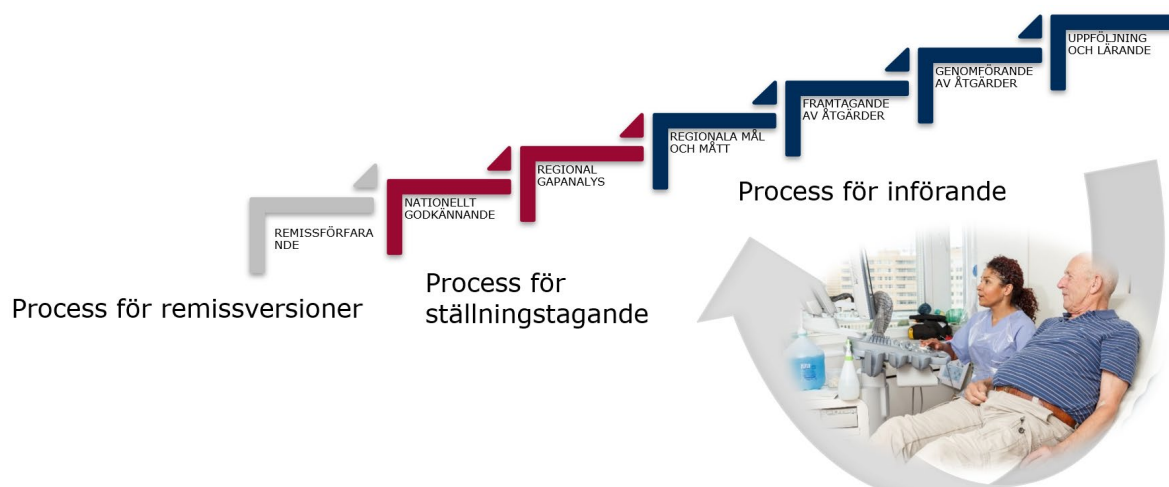 REMISSFÖRFARA
NDE
NATIONELLT
GODKÄNNANDE
REGIONAL
GAPANALYS
REGIONALA MÅL
OCH MÅTT
FRAMTAGANDE
AV ÅTGÄRDER
GENOMFÖRANDE
AV ÅTGÄRDER
UPPFÖLJNING
OCH LÄRANDE
Process för remissversioner
Process för
ställningstagande
Process för införande